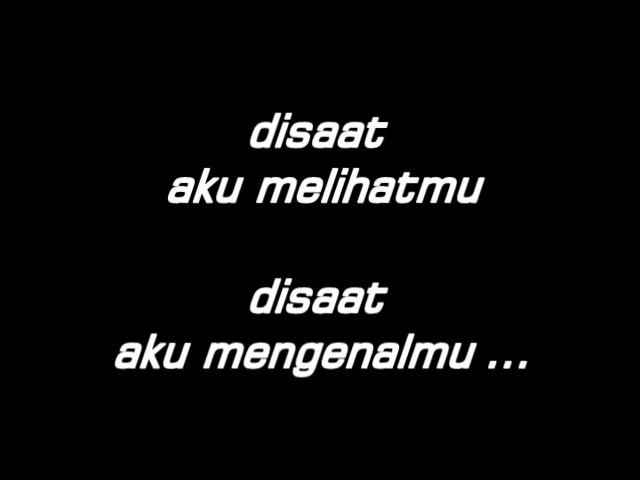 disaat
aku melihatmu
disaat
aku mengenalmu ...